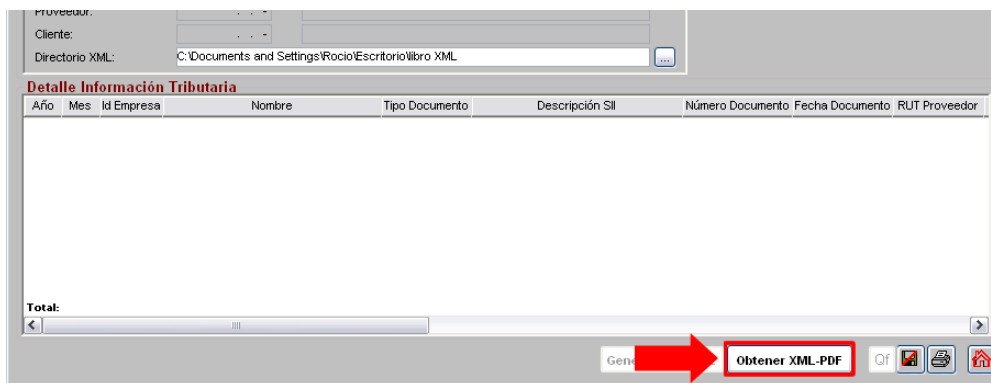 Proveedor: . . -
Cliente: . . -
Directorio XML: C:\Documents and Settings\Rocio\Escritorio\libro XML ...
Detalle Información Tributaria
Año Mes Id Empresa Nombre Tipo Documento Descripción SII Número Documento Fecha Documento RUT Proveedor
Total:
Gene Obtener XML-PDF Qf